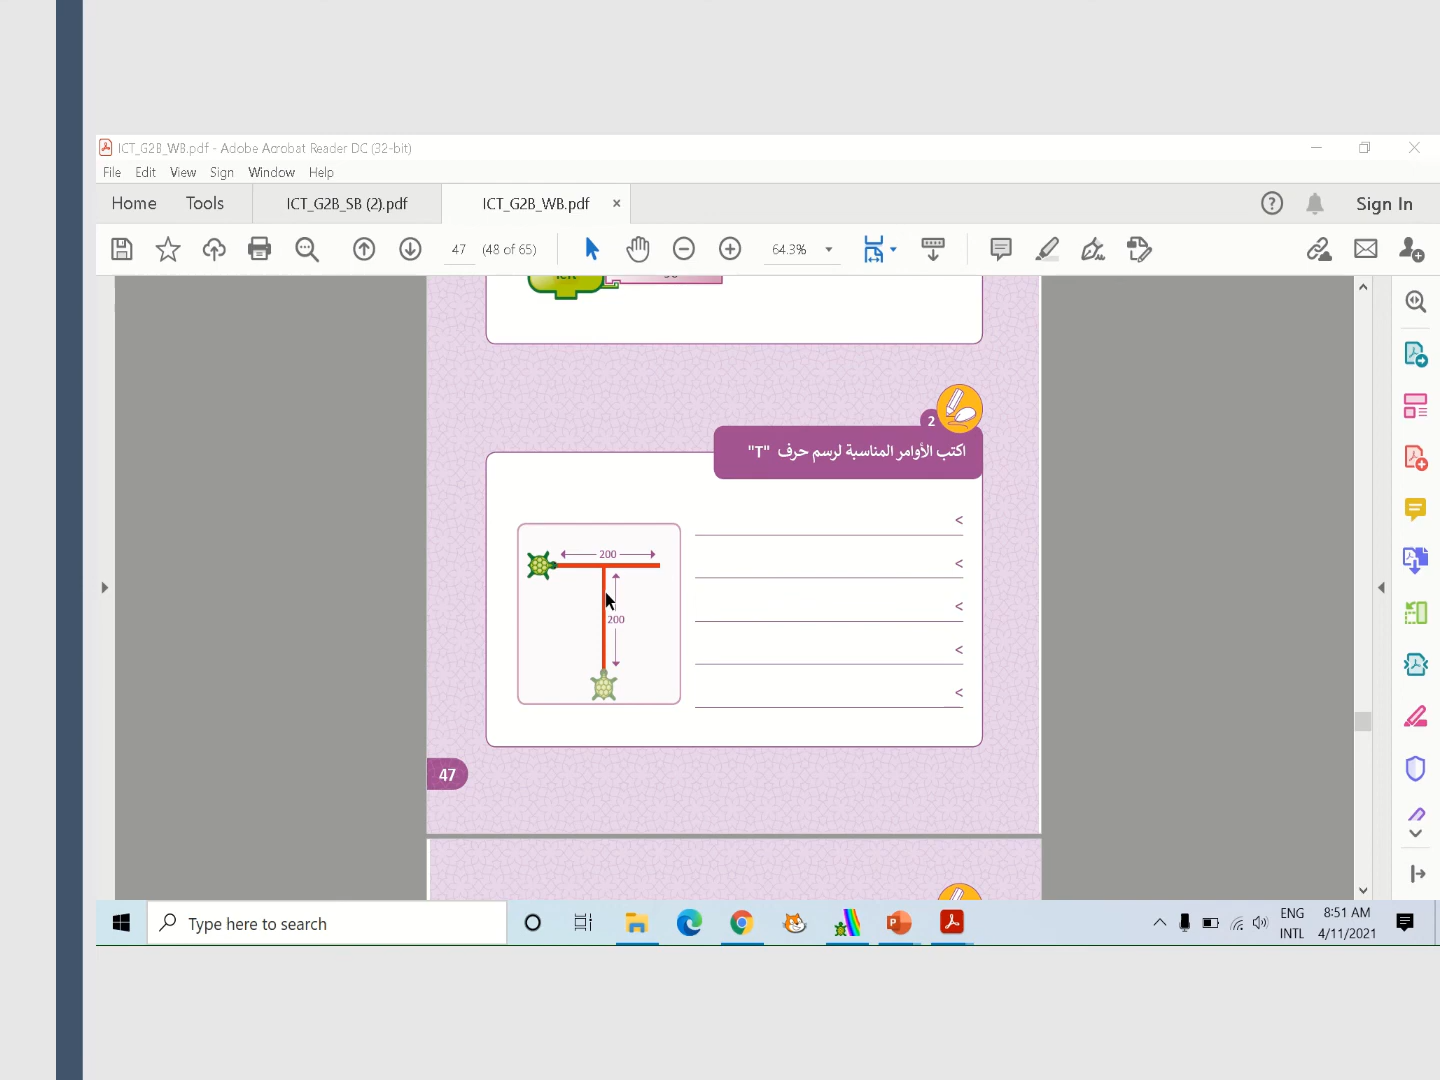 ICT_G2B_WB.pdf - Adobe Acrobat Reader DC (32-bit)
File Edit View Sign Window Help
Home Tools ICT_G2B_SB (2).pdf ICT_G2B_WB.pdf × Sign In
47 (48 of 65) 64.3%
2
اكتب الأوامر المناسبة لرسم حرف "T"
<
<
<
<
<
200
200
47
Type here to search
ENG 8:51 AM
INTL 4/11/2021